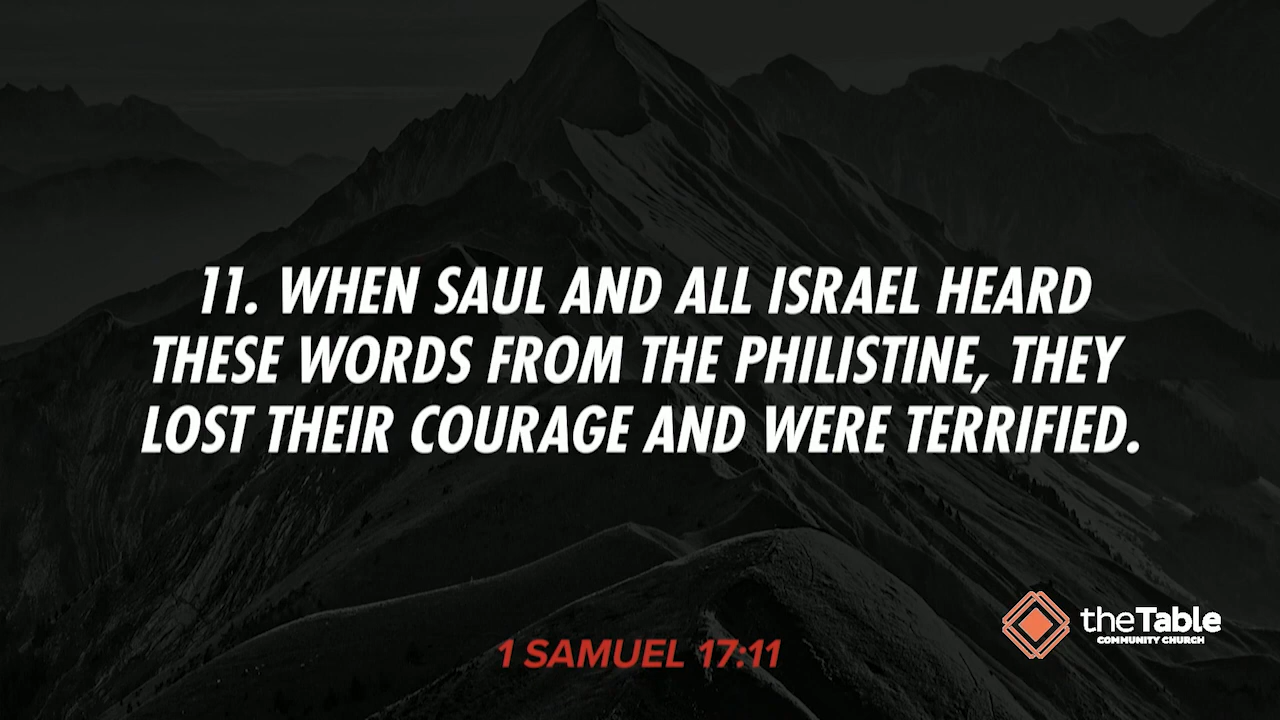 11. WHEN SAUL AND ALL ISRAEL HEARD
THESE WORDS FROM THE PHILISTINE, THEY
LOST THEIR COURAGE AND WERE TERRIFIED.
1 SAMUEL 17:11
theTable
COMMUNITY CHURCH